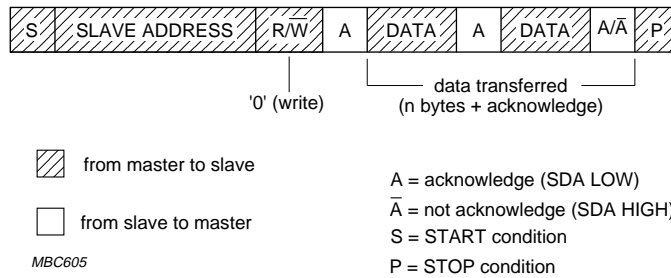 S SLAVE ADDRESS R/W̅ A DATA A DATA A/A̅ P
data transferred
'0' (write) (n bytes + acknowledge)
from master to slave
from slave to master
A = acknowledge (SDA LOW)
A̅ = not acknowledge (SDA HIGH)
S = START condition
P = STOP condition
MBC605